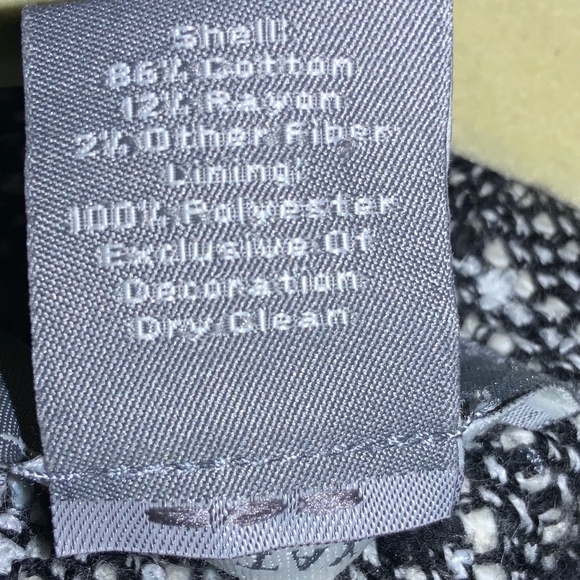 Shell:
86% Cotton
12% Rayon
2% Other Fiber
Lining:
100% Polyester
Exclusive Of
Decoration
Dry Clean